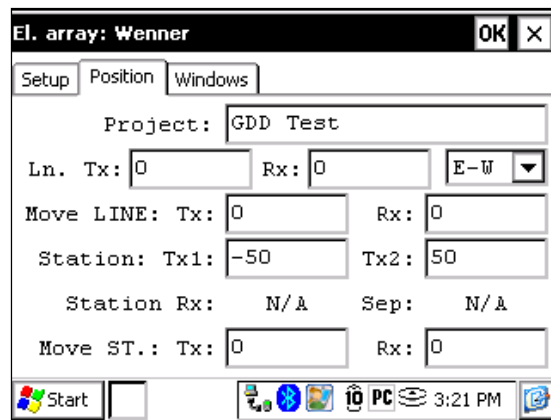 El. array: Wenner OK ×
Setup Position Windows
Project: GDD Test
Ln. Tx: 0 Rx: 0 E-W
Move LINE: Tx: 0 Rx: 0
Station: Tx1: -50 Tx2: 50
Station Rx: N/A Sep: N/A
Move ST.: Tx: 0 Rx: 0
Start PC 3:21 PM